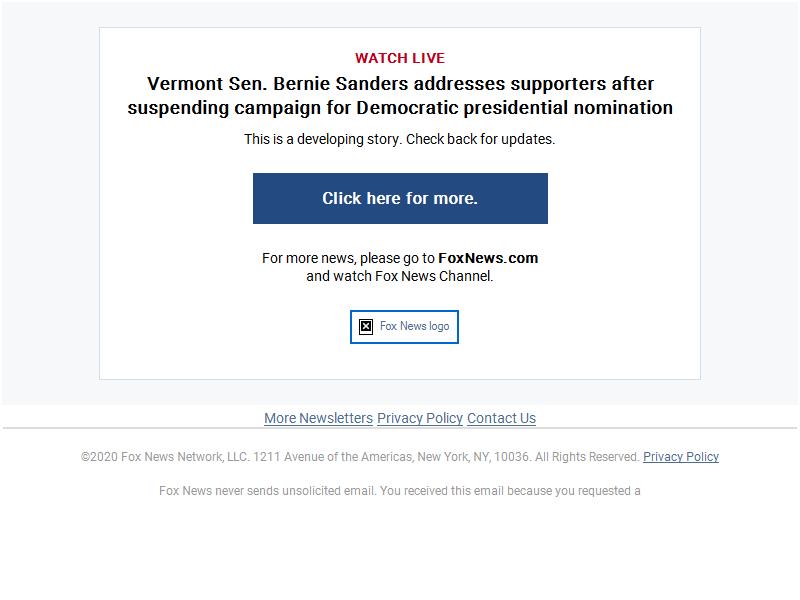 WATCH LIVE
Vermont Sen. Bernie Sanders addresses supporters after
suspending campaign for Democratic presidential nomination
This is a developing story. Check back for updates.
Click here for more.
For more news, please go to FoxNews.com
and watch Fox News Channel.
Fox News logo
More Newsletters Privacy Policy Contact Us
©2020 Fox News Network, LLC. 1211 Avenue of the Americas, New York, NY, 10036. All Rights Reserved. Privacy Policy
Fox News never sends unsolicited email. You received this email because you requested a